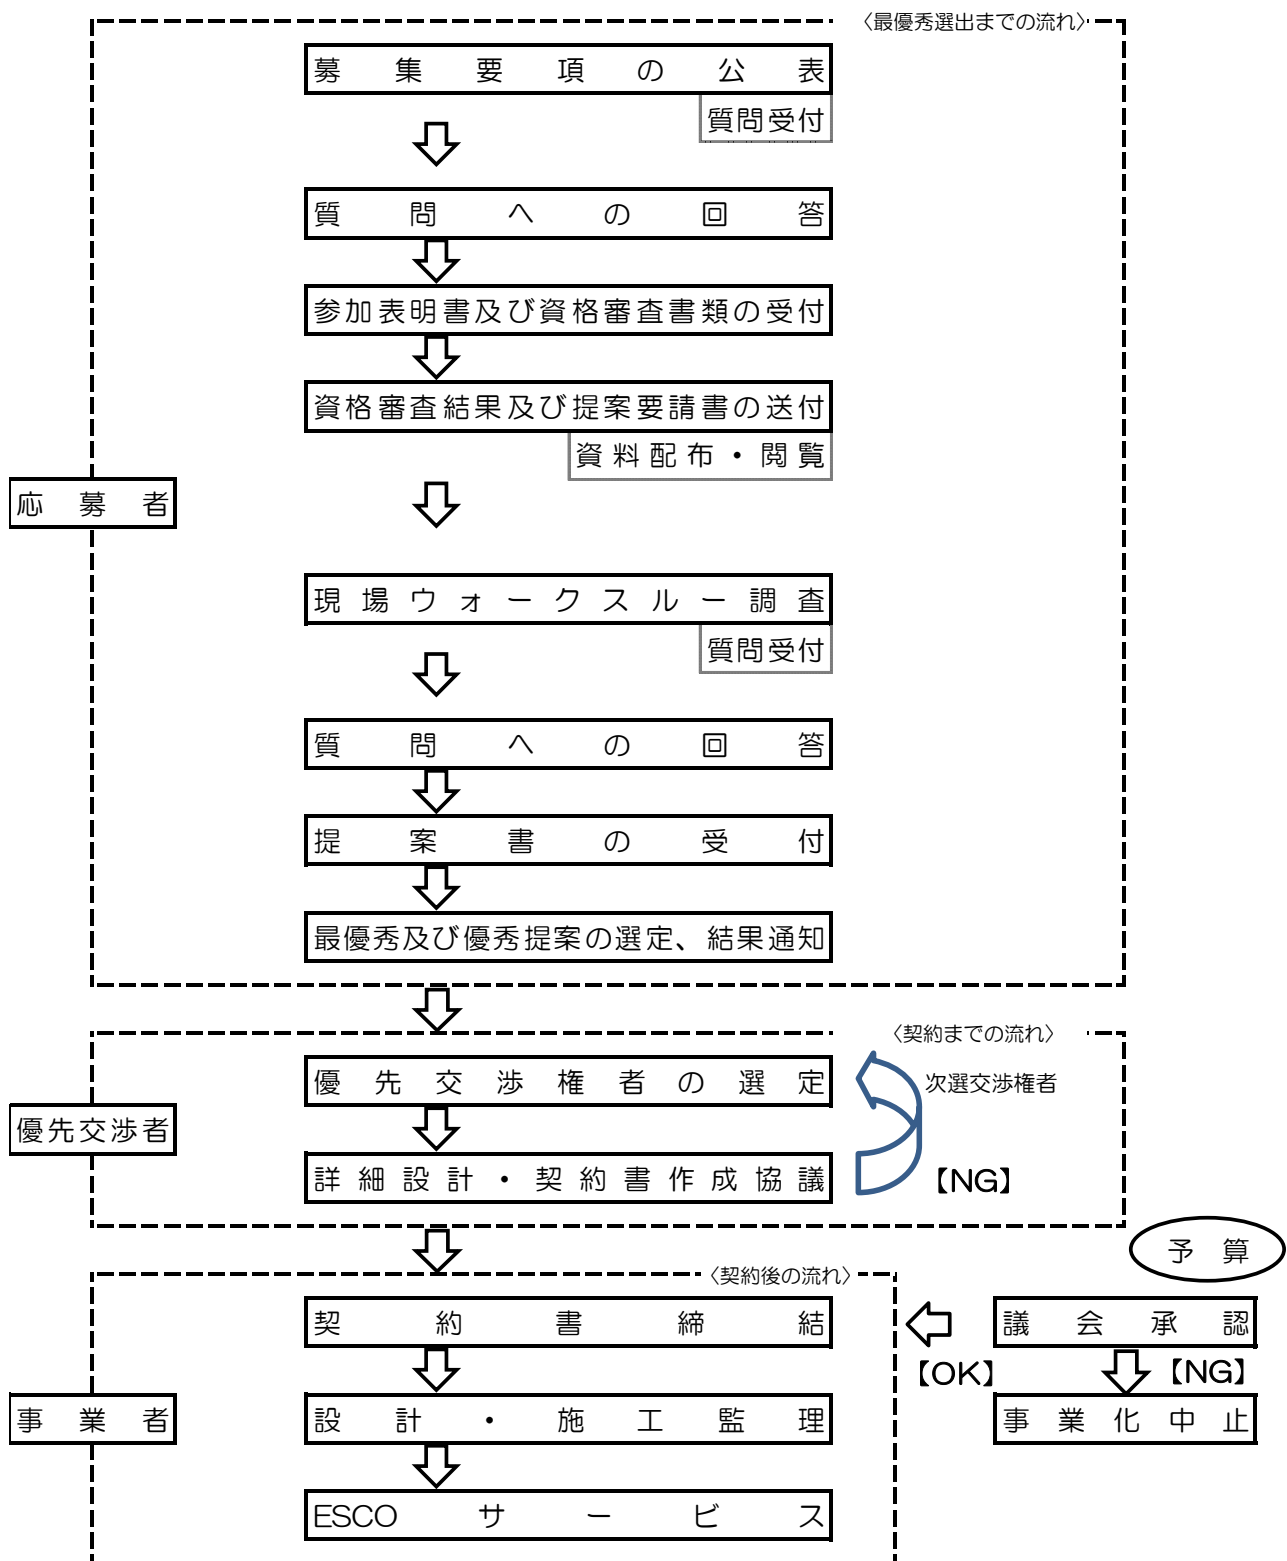 〈最優秀選出までの流れ〉
募集要項の公表
質問受付
質問への回答
参加表明書及び資格審査書類の受付
資格審査結果及び提案要請書の送付
資料配布・閲覧
応募者
現場ウォークスルー調査
質問受付
質問への回答
提案書の受付
最優秀及び優秀提案の選定、結果通知
〈契約までの流れ〉
優先交渉権者の選定
次選交渉権者
優先交渉者
詳細設計・契約書作成協議
【NG】
予算
〈契約後の流れ〉
契約書締結
議会承認
【OK】
【NG】
事業者
設計・施工監理
事業化中止
ESCOサービス